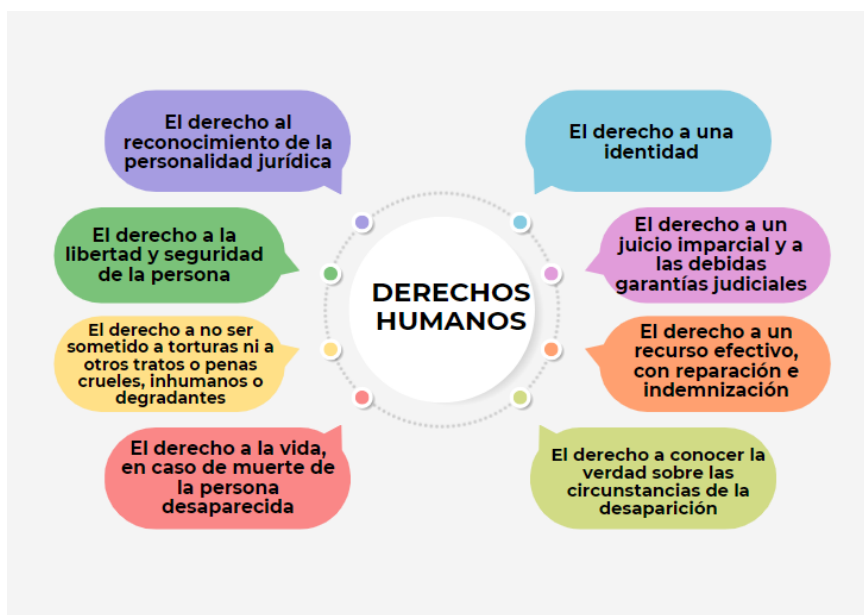 El derecho al
reconocimiento de la
personalidad jurídica
El derecho a una
identidad
El derecho a la
libertad y seguridad
de la persona
El derecho a un
juicio imparcial y a
las debidas
garantías judiciales
DERECHOS
HUMANOS
El derecho a no ser
sometido a torturas ni a
otros tratos o penas
crueles, inhumanos o
degradantes
El derecho a un
recurso efectivo,
con reparación e
indemnización
El derecho a la vida,
en caso de muerte de
la persona
desaparecida
El derecho a conocer la
verdad sobre las
circunstancias de la
desaparición